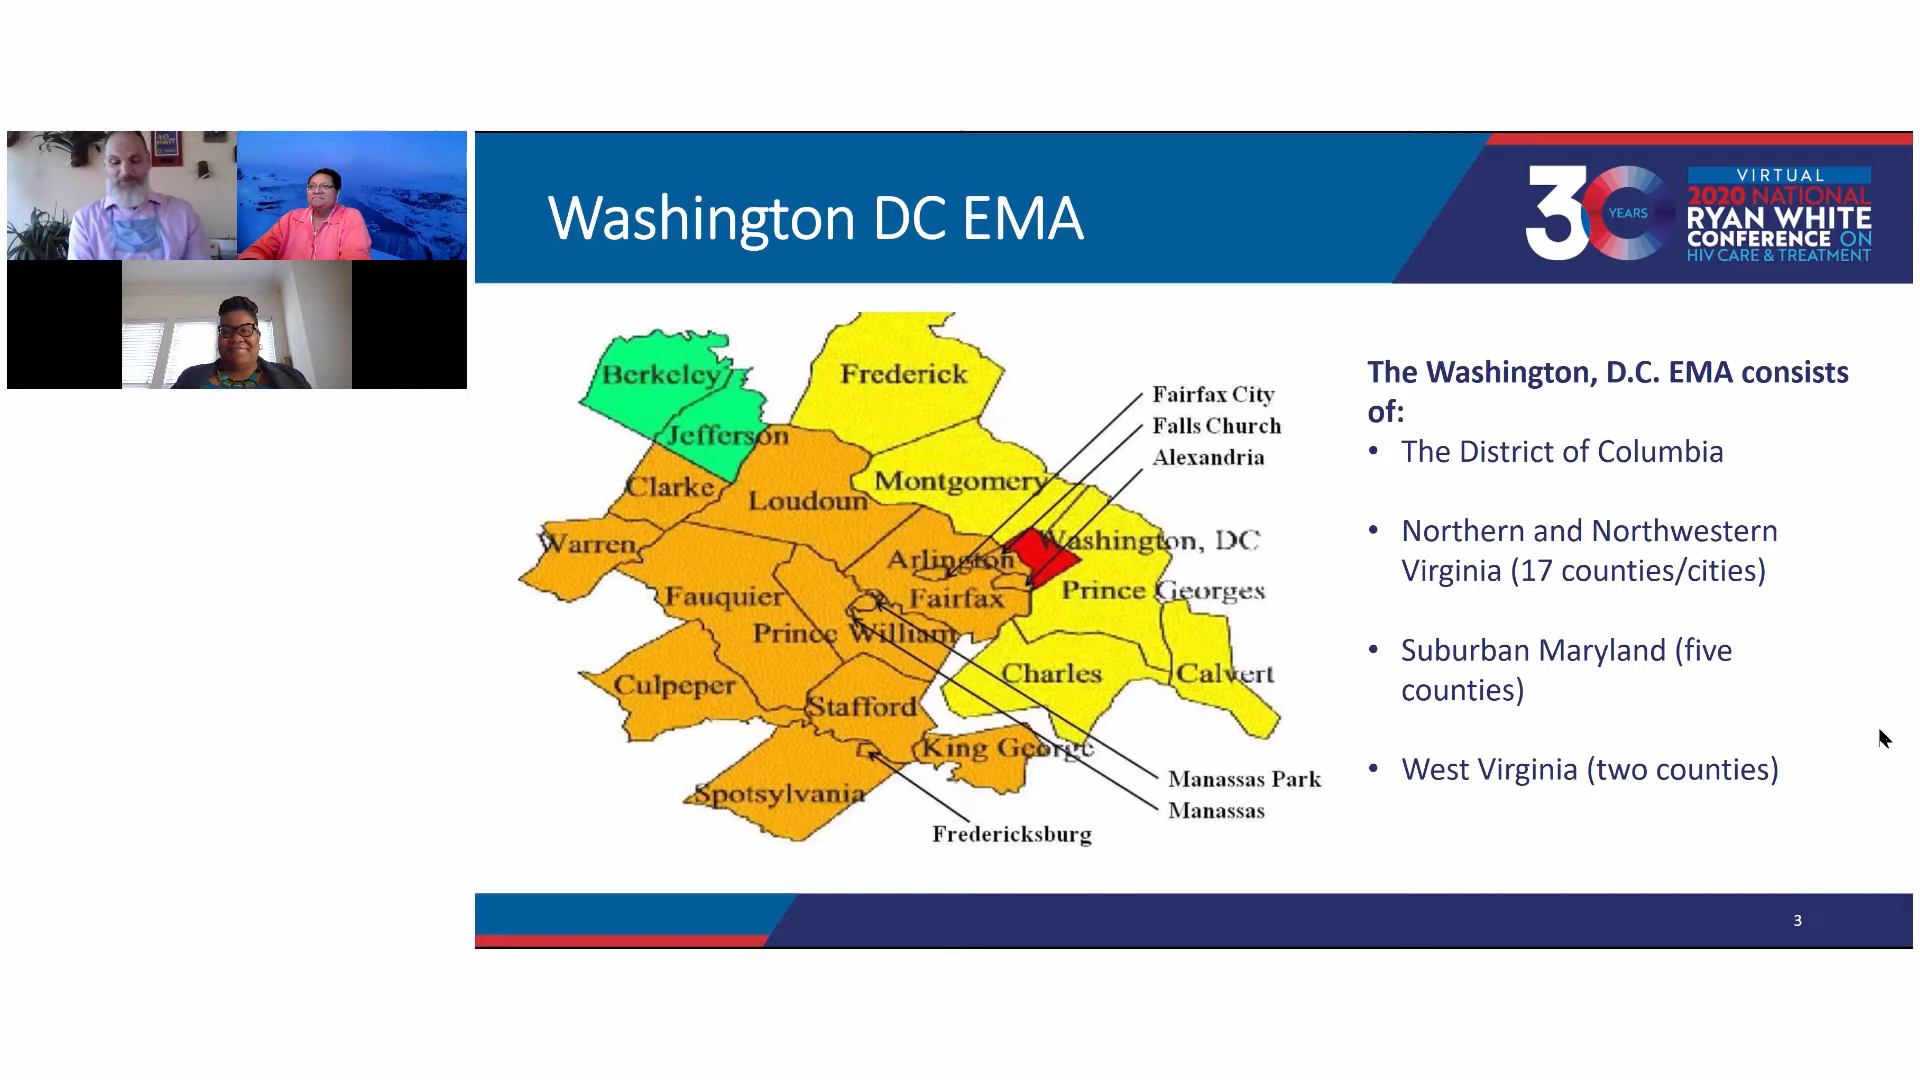 Washington DC EMA
30
YEARS
VIRTUAL
2020 NATIONAL
RYAN WHITE
CONFERENCE ON
HIV CARE & TREATMENT
Berkeley
Frederick
Jefferson
Fairfax City
Falls Church
Alexandria
Clarke
Loudoun
Montgomery
Warren
Arlington
Washington, DC
Fauquier
Fairfax
Prince Georges
Prince William
Culpeper
Stafford
Charles
Calvert
King George
Spotsylvania
Manassas Park
Manassas
Fredericksburg
The Washington, D.C. EMA consists
of:
• The District of Columbia
• Northern and Northwestern
Virginia (17 counties/cities)
• Suburban Maryland (five
counties)
• West Virginia (two counties)
3